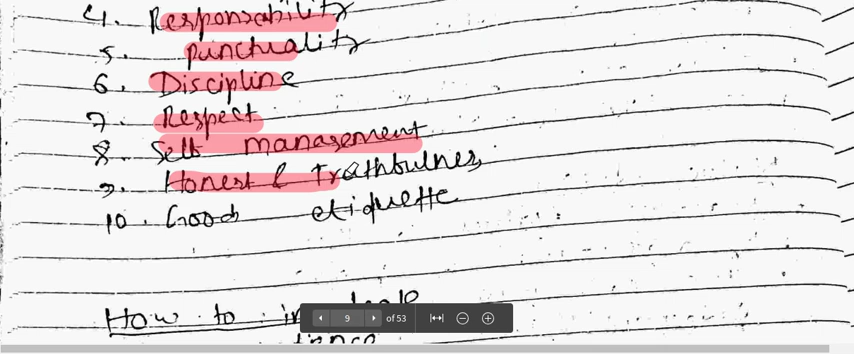 4. Responsability
5. punctuality
6. Discipline
7. Respect
8. Self management
9. Honest & Trathfulnes
10. Good etiquette
How to
9 of 53